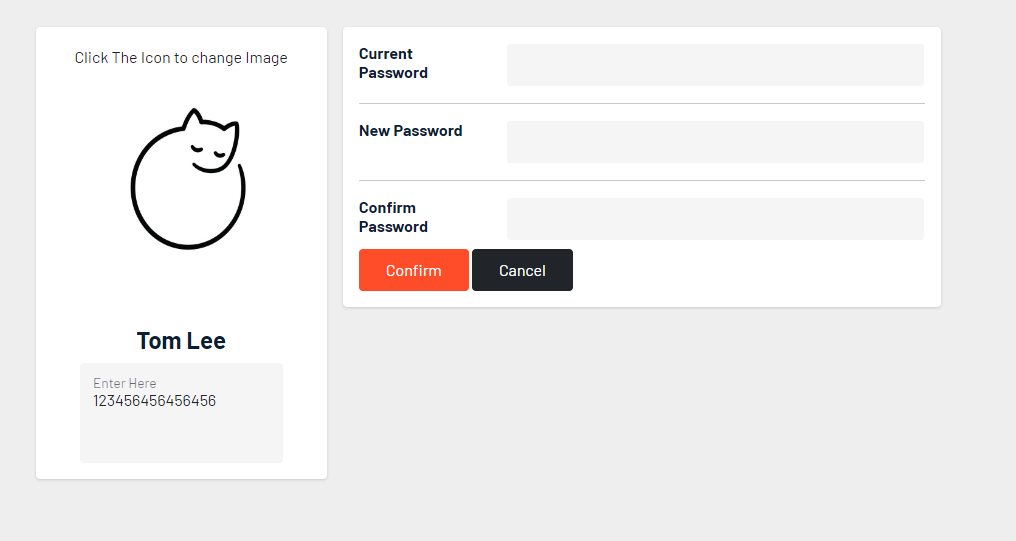 Click The Icon to change Image
Tom Lee
Enter Here
123456456456456
Current
Password
New Password
Confirm
Password
Confirm
Cancel